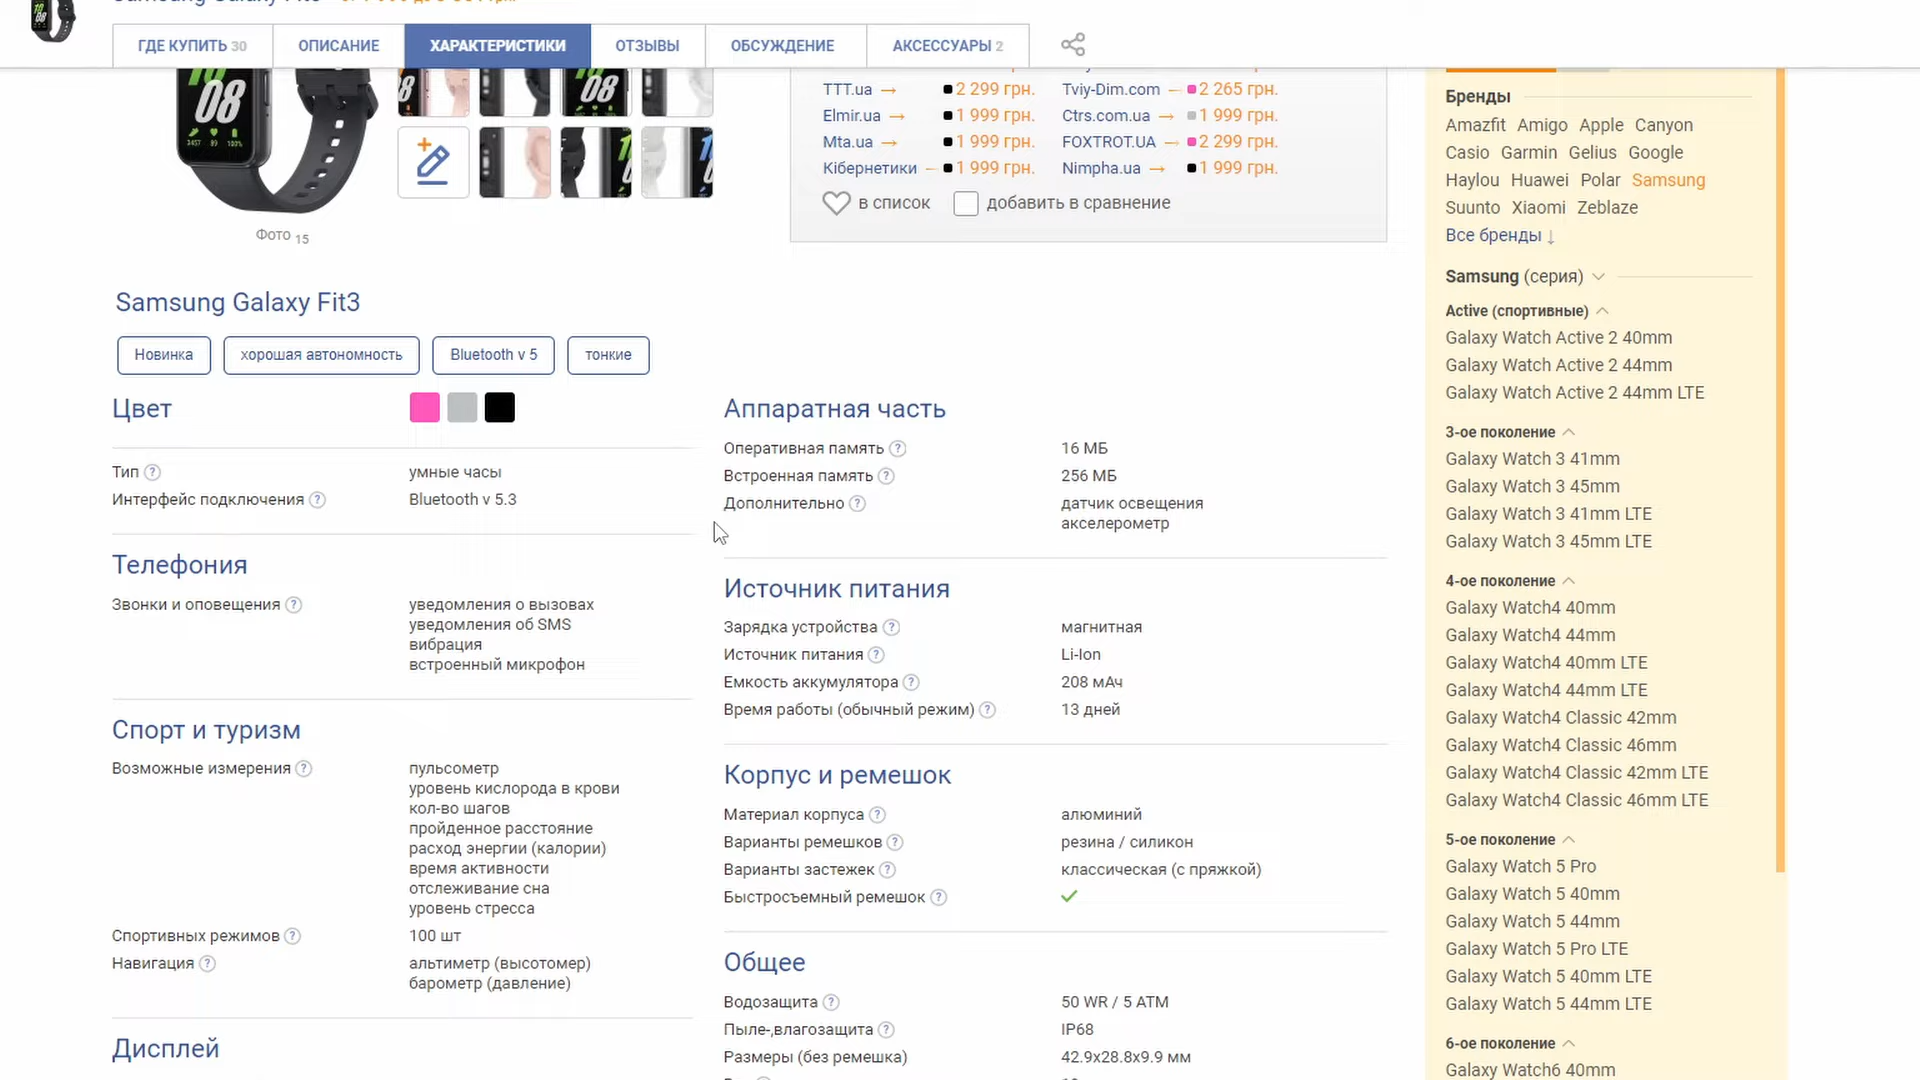 ГДЕ КУПИТЬ 30
ОПИСАНИЕ
ХАРАКТЕРИСТИКИ
ОТЗЫВЫ
ОБСУЖДЕНИЕ
АКСЕССУАРЫ 2
TTT.ua → 2 299 грн.
Tviy-Dim.com → 2 265 грн.
Elmir.ua → 1 999 грн.
Ctrs.com.ua → 1 999 грн.
Mta.ua → 1 999 грн.
FOXTROT.UA → 2 299 грн.
Кібернетики → 1 999 грн.
Nimpha.ua → 1 999 грн.
в список
добавить в сравнение
08
Фото 15
Samsung Galaxy Fit3
Новинка
хорошая автономность
Bluetooth v 5
тонкие
Цвет
Тип ? умные часы
Интерфейс подключения ? Bluetooth v 5.3
Телефония
Звонки и оповещения ? уведомления о вызовах
уведомления об SMS
вибрация
встроенный микрофон
Спорт и туризм
Возможные измерения ? пульсометр
уровень кислорода в крови
кол-во шагов
пройденное расстояние
расход энергии (калории)
время активности
отслеживание сна
уровень стресса
Спортивных режимов ? 100 шт
Навигация ? альтиметр (высотомер)
барометр (давление)
Дисплей
Аппаратная часть
Оперативная память ? 16 МБ
Встроенная память ? 256 МБ
Дополнительно ? датчик освещения
акселерометр
Источник питания
Зарядка устройства ? магнитная
Источник питания ? Li-Ion
Емкость аккумулятора ? 208 мАч
Время работы (обычный режим) ? 13 дней
Корпус и ремешок
Материал корпуса ? алюминий
Варианты ремешков ? резина / силикон
Варианты застежек ? классическая (с пряжкой)
Быстросъемный ремешок ?
Общее
Водозащита ? 50 WR / 5 ATM
Пыле-,влагозащита ? IP68
Размеры (без ремешка) 42.9x28.8x9.9 мм
Бренды
Amazfit Amigo Apple Canyon
Casio Garmin Gelius Google
Haylou Huawei Polar Samsung
Suunto Xiaomi Zeblaze
Все бренды ↓
Samsung (серия)
Active (спортивные)
Galaxy Watch Active 2 40mm
Galaxy Watch Active 2 44mm
Galaxy Watch Active 2 44mm LTE
3-ое поколение
Galaxy Watch 3 41mm
Galaxy Watch 3 45mm
Galaxy Watch 3 41mm LTE
Galaxy Watch 3 45mm LTE
4-ое поколение
Galaxy Watch4 40mm
Galaxy Watch4 44mm
Galaxy Watch4 40mm LTE
Galaxy Watch4 44mm LTE
Galaxy Watch4 Classic 42mm
Galaxy Watch4 Classic 46mm
Galaxy Watch4 Classic 42mm LTE
Galaxy Watch4 Classic 46mm LTE
5-ое поколение
Galaxy Watch 5 Pro
Galaxy Watch 5 40mm
Galaxy Watch 5 44mm
Galaxy Watch 5 Pro LTE
Galaxy Watch 5 40mm LTE
Galaxy Watch 5 44mm LTE
6-ое поколение
Galaxy Watch6 40mm